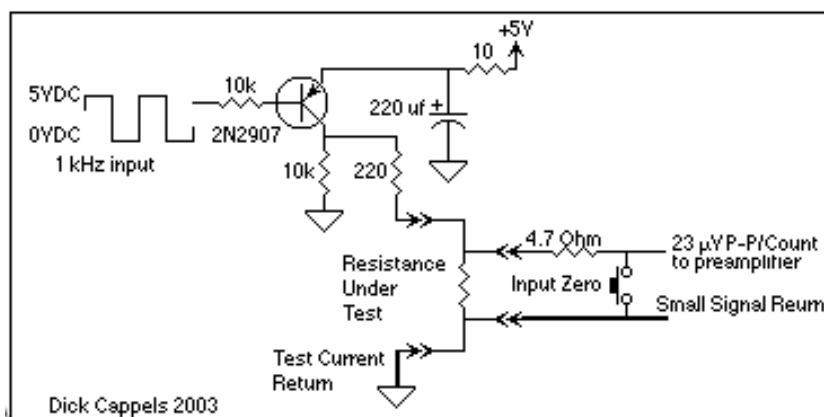 +5V
10
10k
5VDC
0VDC
220 uf +
2N2907
1 kHz input
10k
220
4.7 Ohm
23 µV P-P/Count
to preamplifier
Resistance
Under
Test
Input Zero
Small Signal Reurn
Test Current
Return
Dick Cappels 2003